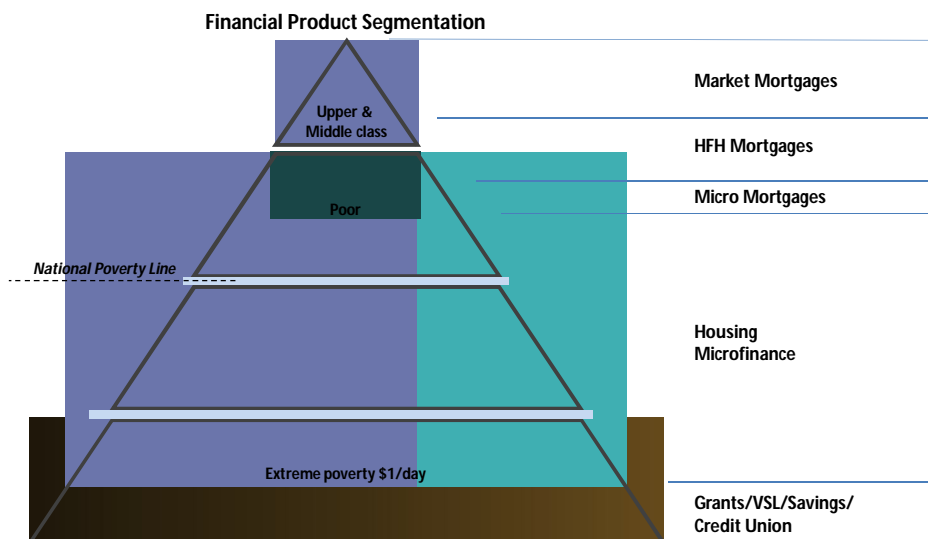 Financial Product Segmentation
Market Mortgages
Upper &
Middle class
HFH Mortgages
Micro Mortgages
Poor
National Poverty Line
Housing
Microfinance
Extreme poverty $1/day
Grants/VSL/Savings/
Credit Union